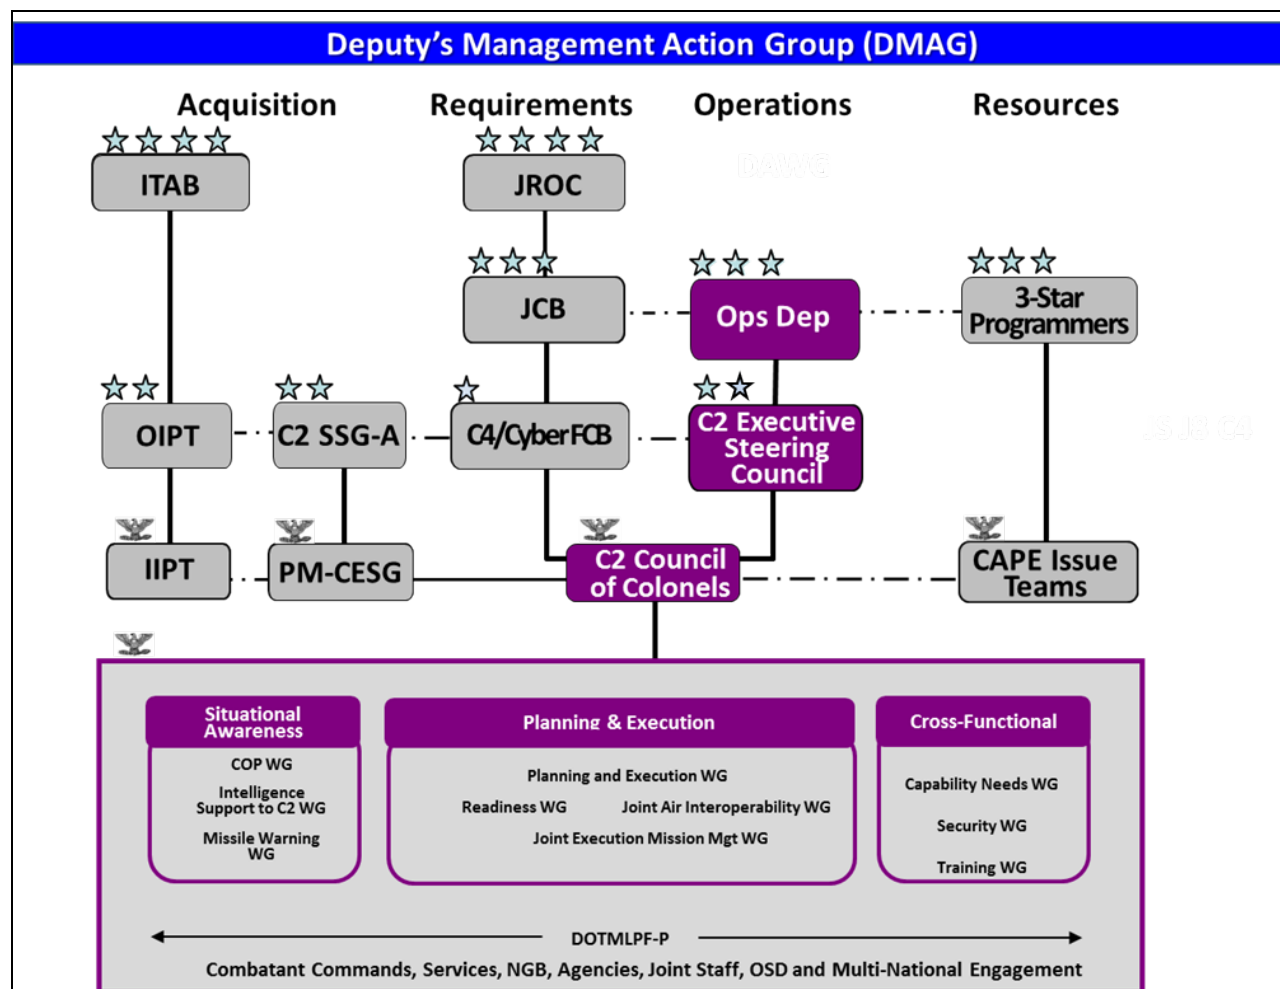 Deputy’s Management Action Group (DMAG)
Acquisition
Requirements
Operations
Resources
DAWG
ITAB
JROC
JCB
Ops Dep
3-Star
Programmers
OIPT
C2 SSG-A
C4/Cyber FCB
C2 Executive
Steering
Council
JS J8 C4
IIPT
PM-CESG
C2 Council
of Colonels
CAPE Issue
Teams
Situational
Awareness
COP WG
Intelligence
Support to C2 WG
Missile Warning
WG
Planning & Execution
Planning and Execution WG
Readiness WG
Joint Air Interoperability WG
Joint Execution Mission Mgt WG
Cross-Functional
Capability Needs WG
Security WG
Training WG
DOTMLPF-P
Combatant Commands, Services, NGB, Agencies, Joint Staff, OSD and Multi-National Engagement